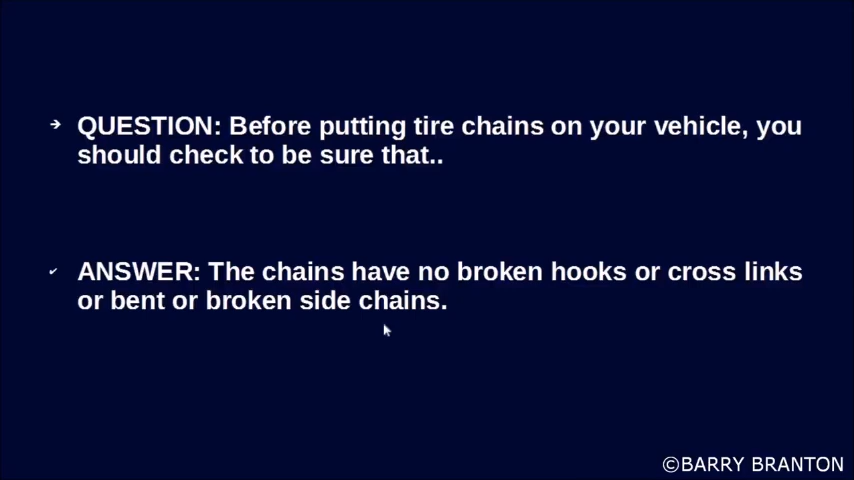 QUESTION: Before putting tire chains on your vehicle, you
should check to be sure that..
ANSWER: The chains have no broken hooks or cross links
or bent or broken side chains.
©BARRY BRANTON